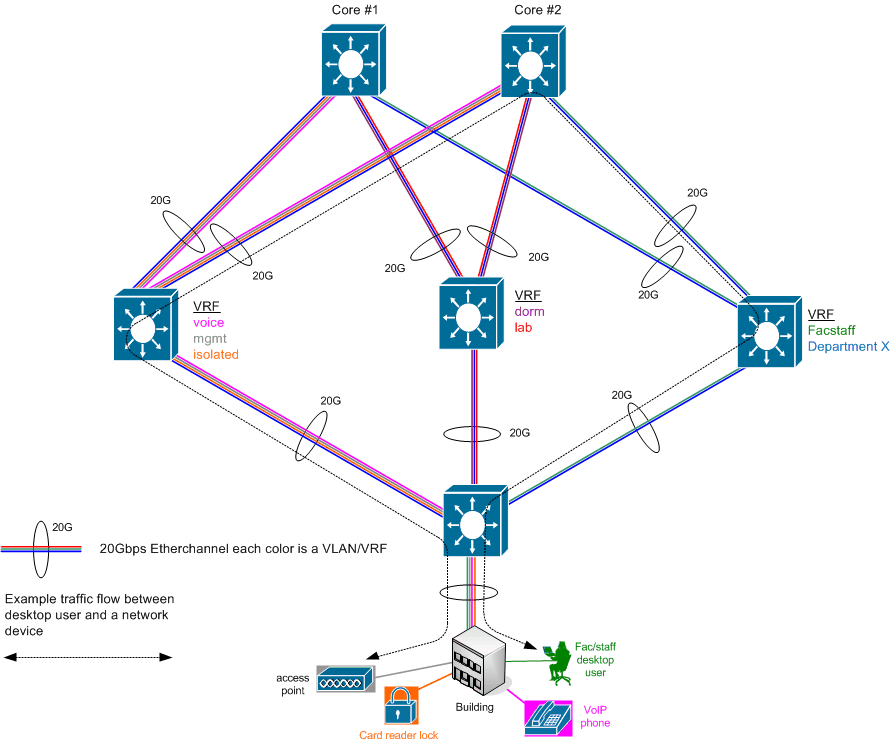 Core #1
Core #2
20G
20G
20G
20G
20G
20G
VRF
voice
mgmt
isolated
VRF
dorm
lab
VRF
Facstaff
Department X
20G
20G
20G
20G
20Gbps Etherchannel each color is a VLAN/VRF
Example traffic flow between
desktop user and a network
device
access
point
Card reader lock
Building
Fac/staff
desktop
user
VoIP
phone